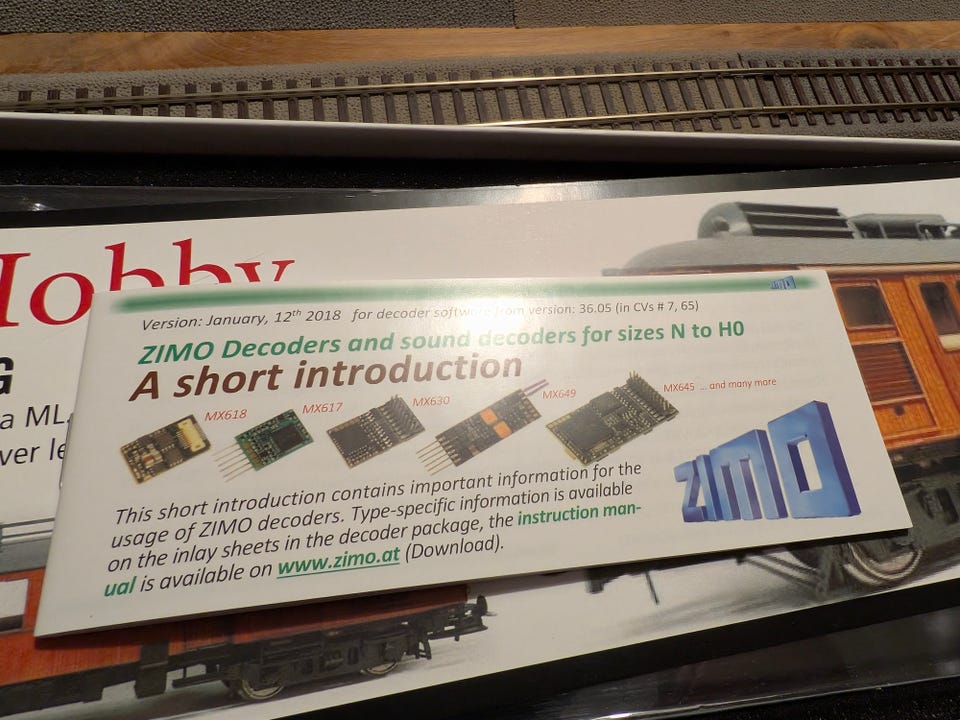 Hobby
G
a ML
ver le
ZIMO
Version: January, 12th 2018 for decoder software from version: 36.05 (in CVs # 7, 65)
ZIMO Decoders and sound decoders for sizes N to H0
A short introduction
MX618
MX617
MX630
MX649
MX645 ... and many more
ZIMO
This short introduction contains important information for the
usage of ZIMO decoders. Type-specific information is available
on the inlay sheets in the decoder package, the instruction man-
ual is available on www.zimo.at (Download).